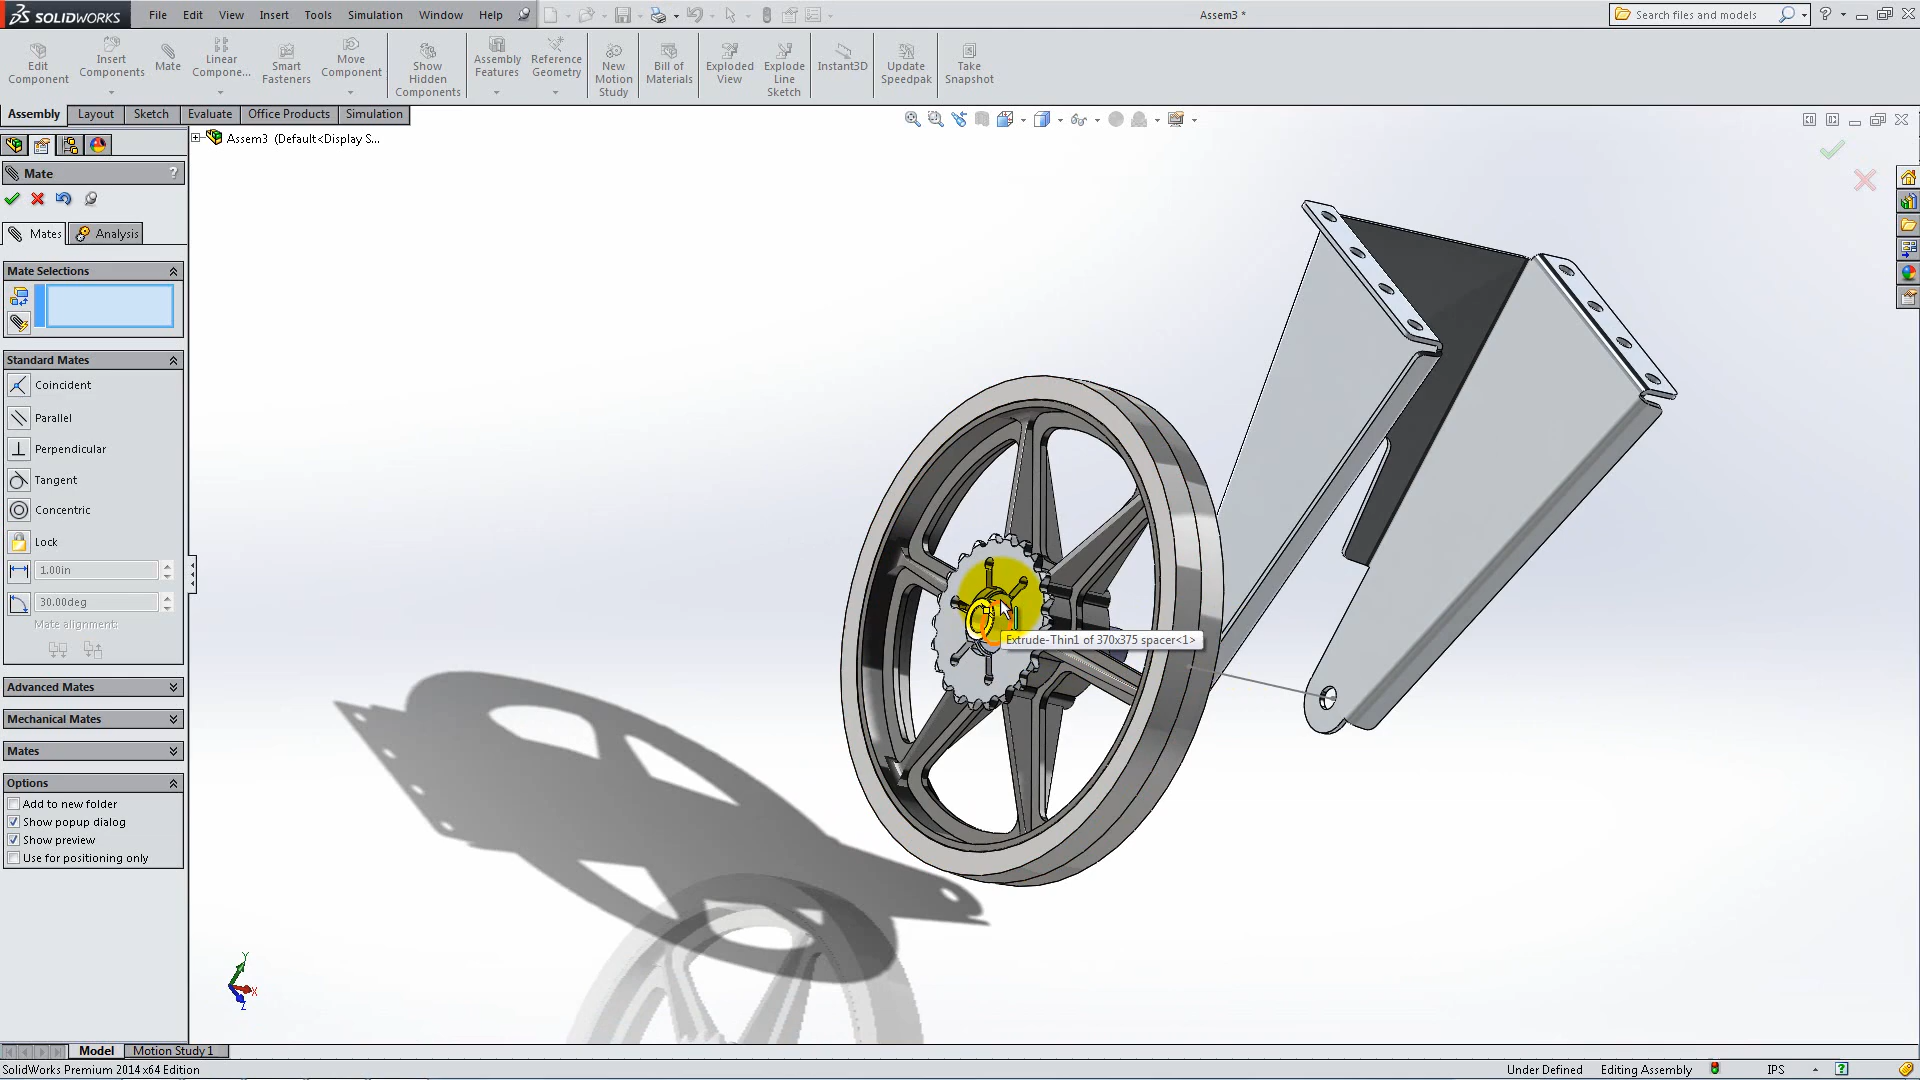 SOLIDWORKS File Edit View Insert Tools Simulation Window Help Assem3 * Search files and models
Edit Component
Insert Components
Mate
Linear Compone...
Smart Fasteners
Move Component
Show Hidden Components
Assembly Features
Reference Geometry
New Motion Study
Bill of Materials
Exploded View
Explode Line Sketch
Instant3D
Update Speedpak
Take Snapshot
Assembly Layout Sketch Evaluate Office Products Simulation
Assem3 (Default<Display S...
Mate ?
Mates Analysis
Mate Selections
Standard Mates
Coincident
Parallel
Perpendicular
Tangent
Concentric
Lock
1.00in
30.00deg
Mate alignment:
Extrude-Thin1 of 370x375 spacer<1>
Advanced Mates
Mechanical Mates
Mates
Options
Add to new folder
Show popup dialog
Show preview
Use for positioning only
Y
X
Z
Model Motion Study 1
SolidWorks Premium 2014 x64 Edition Under Defined Editing Assembly IPS